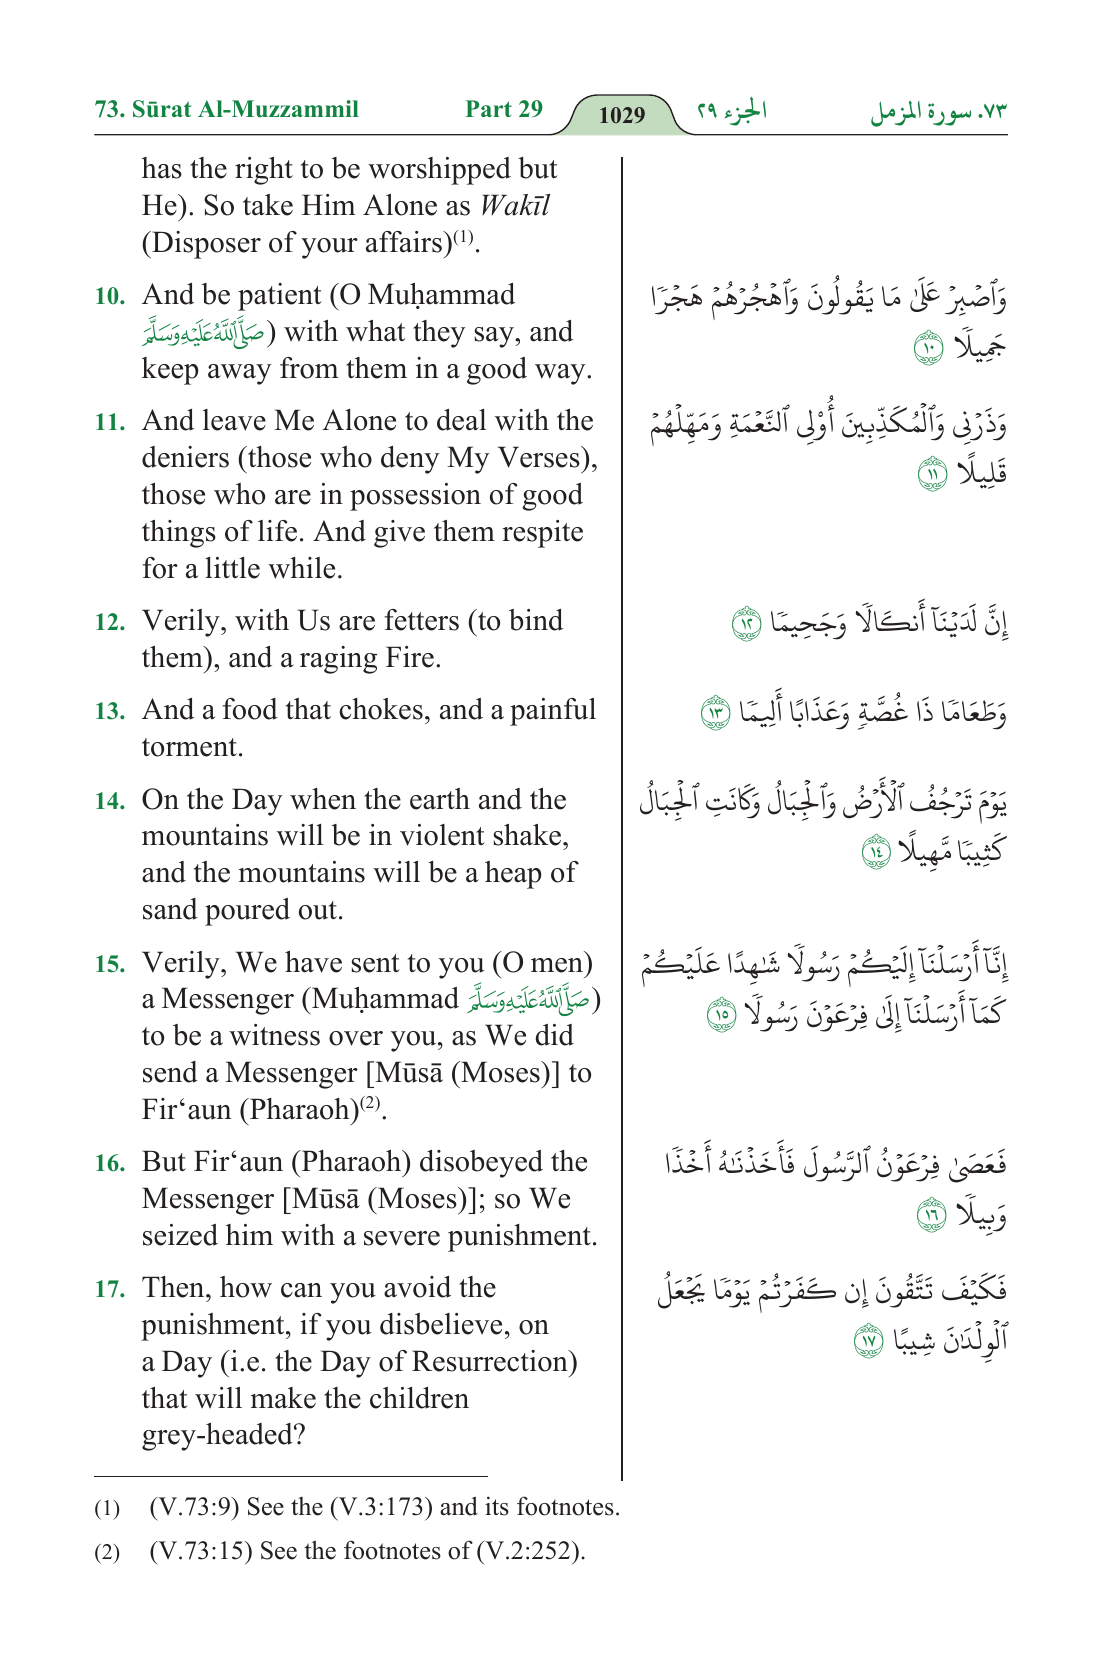 73. Sūrat Al-Muzzammil Part 29 1029 الجزء ٢٩ ٧٣. سورة المزمل
has the right to be worshipped but
He). So take Him Alone as Wakīl
(Disposer of your affairs)(1).
10. And be patient (O Muḥammad
ﷺ) with what they say, and
keep away from them in a good way.
11. And leave Me Alone to deal with the
deniers (those who deny My Verses),
those who are in possession of good
things of life. And give them respite
for a little while.
12. Verily, with Us are fetters (to bind
them), and a raging Fire.
13. And a food that chokes, and a painful
torment.
14. On the Day when the earth and the
mountains will be in violent shake,
and the mountains will be a heap of
sand poured out.
15. Verily, We have sent to you (O men)
a Messenger (Muḥammad ﷺ)
to be a witness over you, as We did
send a Messenger [Mūsā (Moses)] to
Fir‘aun (Pharaoh)(2).
16. But Fir‘aun (Pharaoh) disobeyed the
Messenger [Mūsā (Moses)]; so We
seized him with a severe punishment.
17. Then, how can you avoid the
punishment, if you disbelieve, on
a Day (i.e. the Day of Resurrection)
that will make the children
grey-headed?
وَٱصْبِرْ عَلَىٰ مَا يَقُولُونَ وَٱهْجُرْهُمْ هَجْرًا
جَمِيلًا ١٠
وَذَرْنِى وَٱلْمُكَذِّبِينَ أُو۟لِى ٱلنَّعْمَةِ وَمَهِّلْهُمْ
قَلِيلًا ١١
إِنَّ لَدَيْنَآ أَنكَالًا وَجَحِيمًا ١٢
وَطَعَامًا ذَا غُصَّةٍ وَعَذَابًا أَلِيمًا ١٣
يَوْمَ تَرْجُفُ ٱلْأَرْضُ وَٱلْجِبَالُ وَكَانَتِ ٱلْجِبَالُ
كَثِيبًا مَّهِيلًا ١٤
إِنَّآ أَرْسَلْنَآ إِلَيْكُمْ رَسُولًا شَـٰهِدًا عَلَيْكُمْ
كَمَآ أَرْسَلْنَآ إِلَىٰ فِرْعَوْنَ رَسُولًا ١٥
فَعَصَىٰ فِرْعَوْنُ ٱلرَّسُولَ فَأَخَذْنَـٰهُ أَخْذًا
وَبِيلًا ١٦
فَكَيْفَ تَتَّقُونَ إِن كَفَرْتُمْ يَوْمًا يَجْعَلُ
ٱلْوِلْدَٰنَ شِيبًا ١٧
(1) (V.73:9) See the (V.3:173) and its footnotes.
(2) (V.73:15) See the footnotes of (V.2:252).